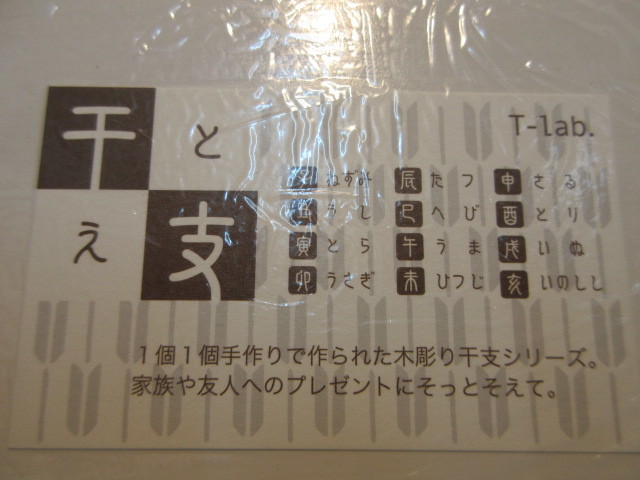 干 と
え 支
T-lab.
子 ねずみ 辰 たつ 申 さる
丑 うし 巳 へび 酉 とり
寅 とら 午 うま 戌 いぬ
卯 うさぎ 未 ひつじ 亥 いのしし
1個1個手作りで作られた木彫り干支シリーズ。
家族や友人へのプレゼントにそっとそえて。